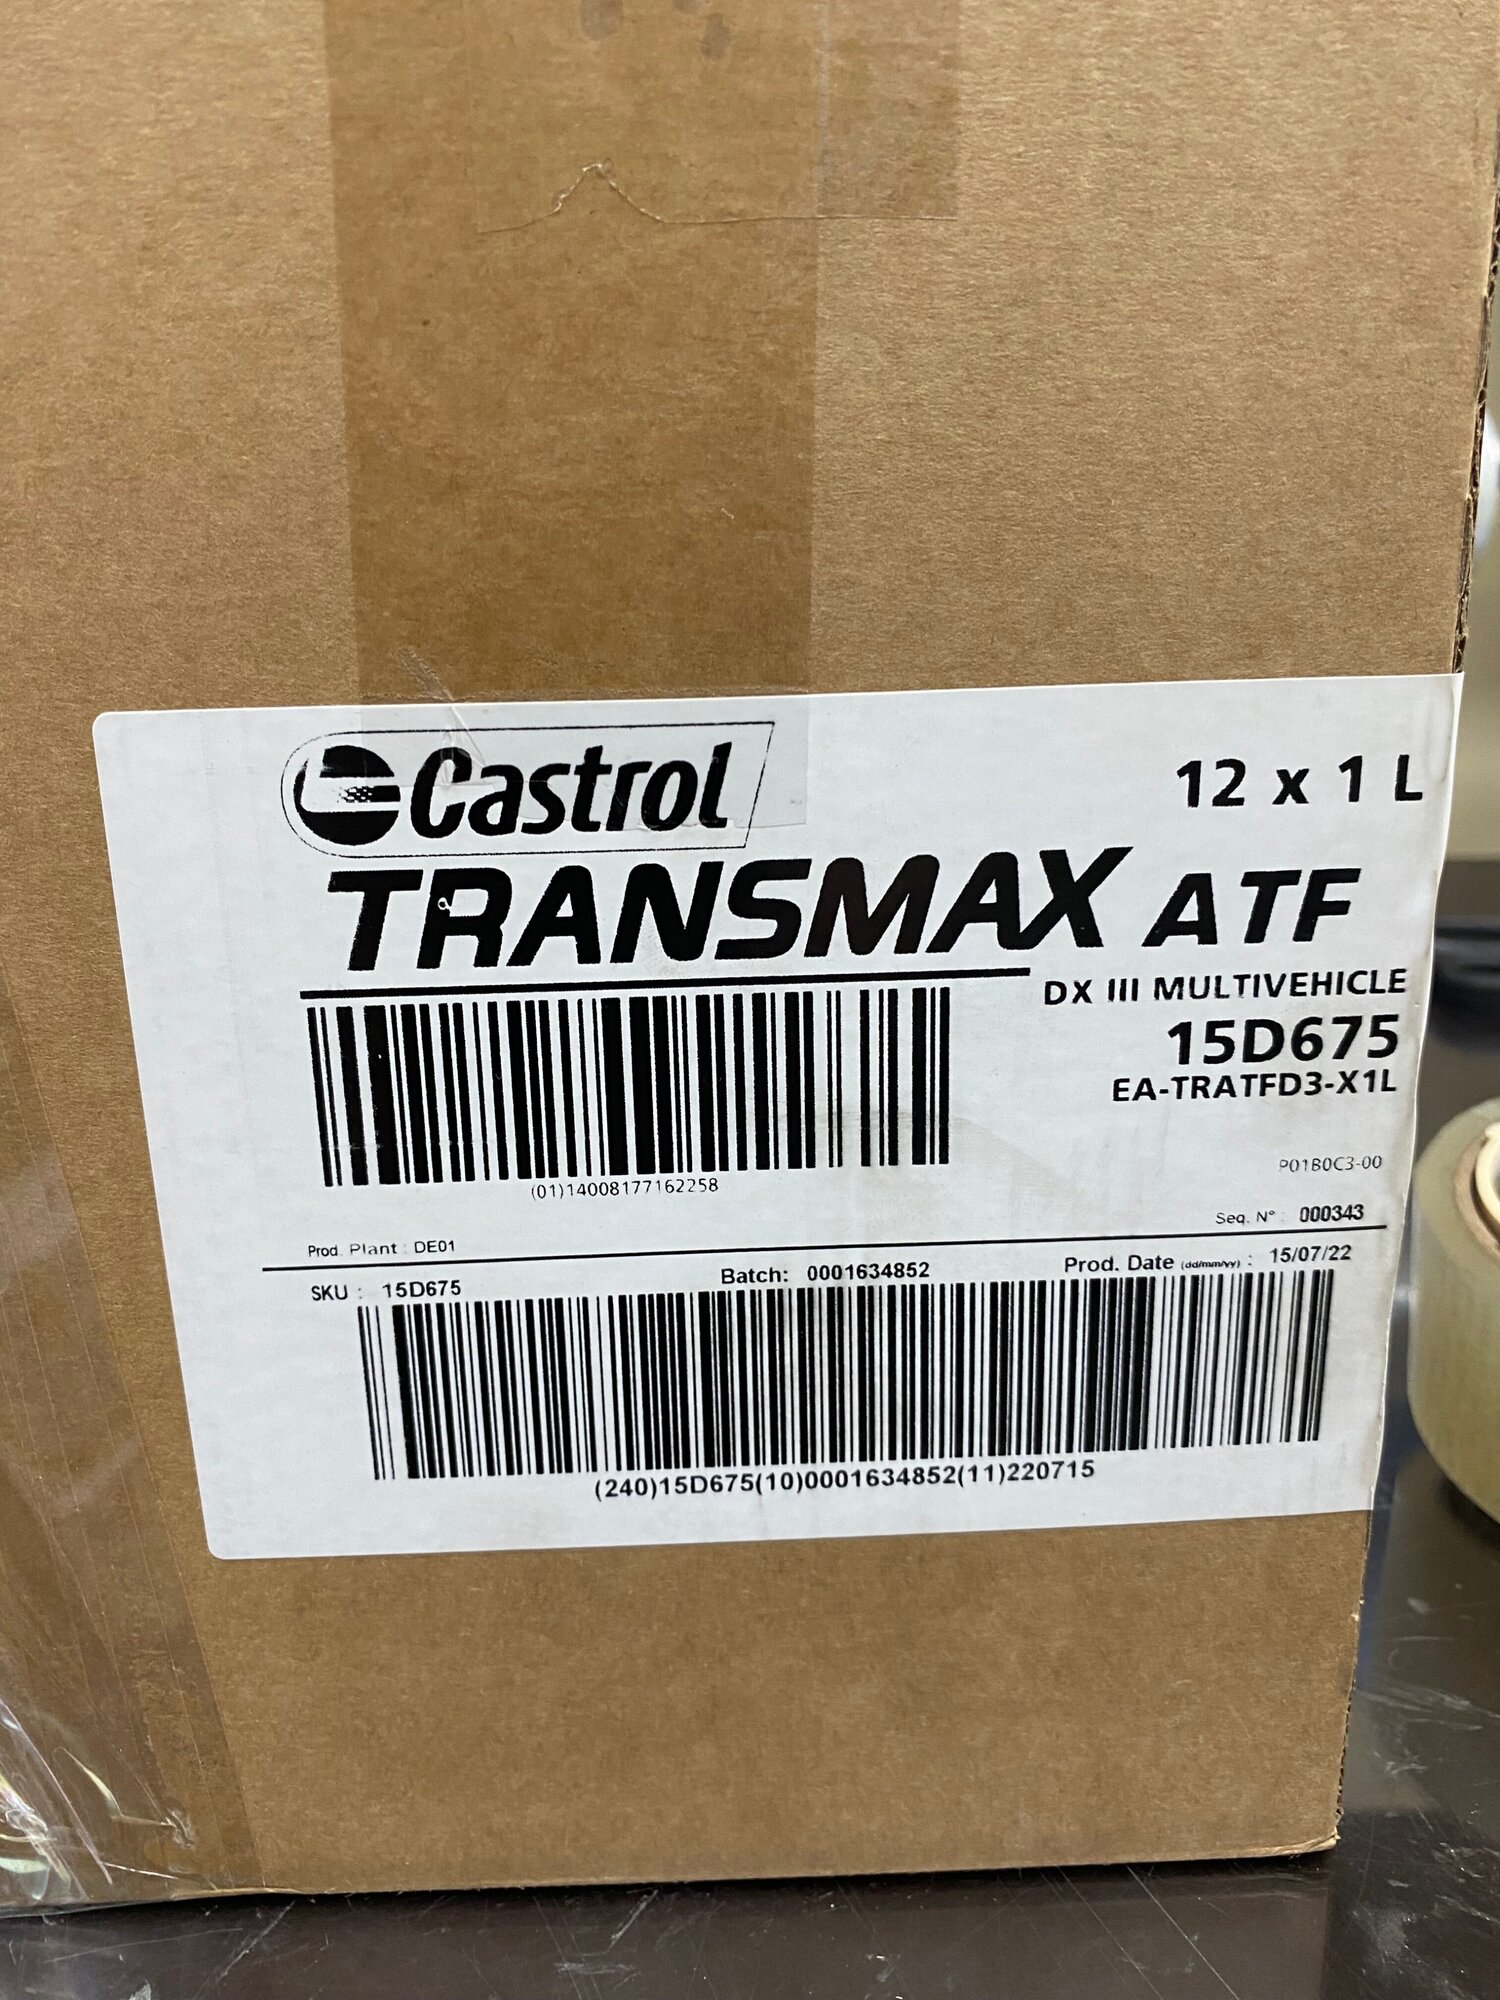 Castrol
12 x 1 L
TRANSMAX ATF
DX III MULTIVEHICLE
15D675
EA-TRATFD3-X1L
(01)14008177162258
P01B0C3-00
Seq. N° : 000343
Prod. Plant : DE01
SKU : 15D675
Batch: 0001634852
Prod. Date (dd/mm/yy) : 15/07/22
(240)15D675(10)0001634852(11)220715